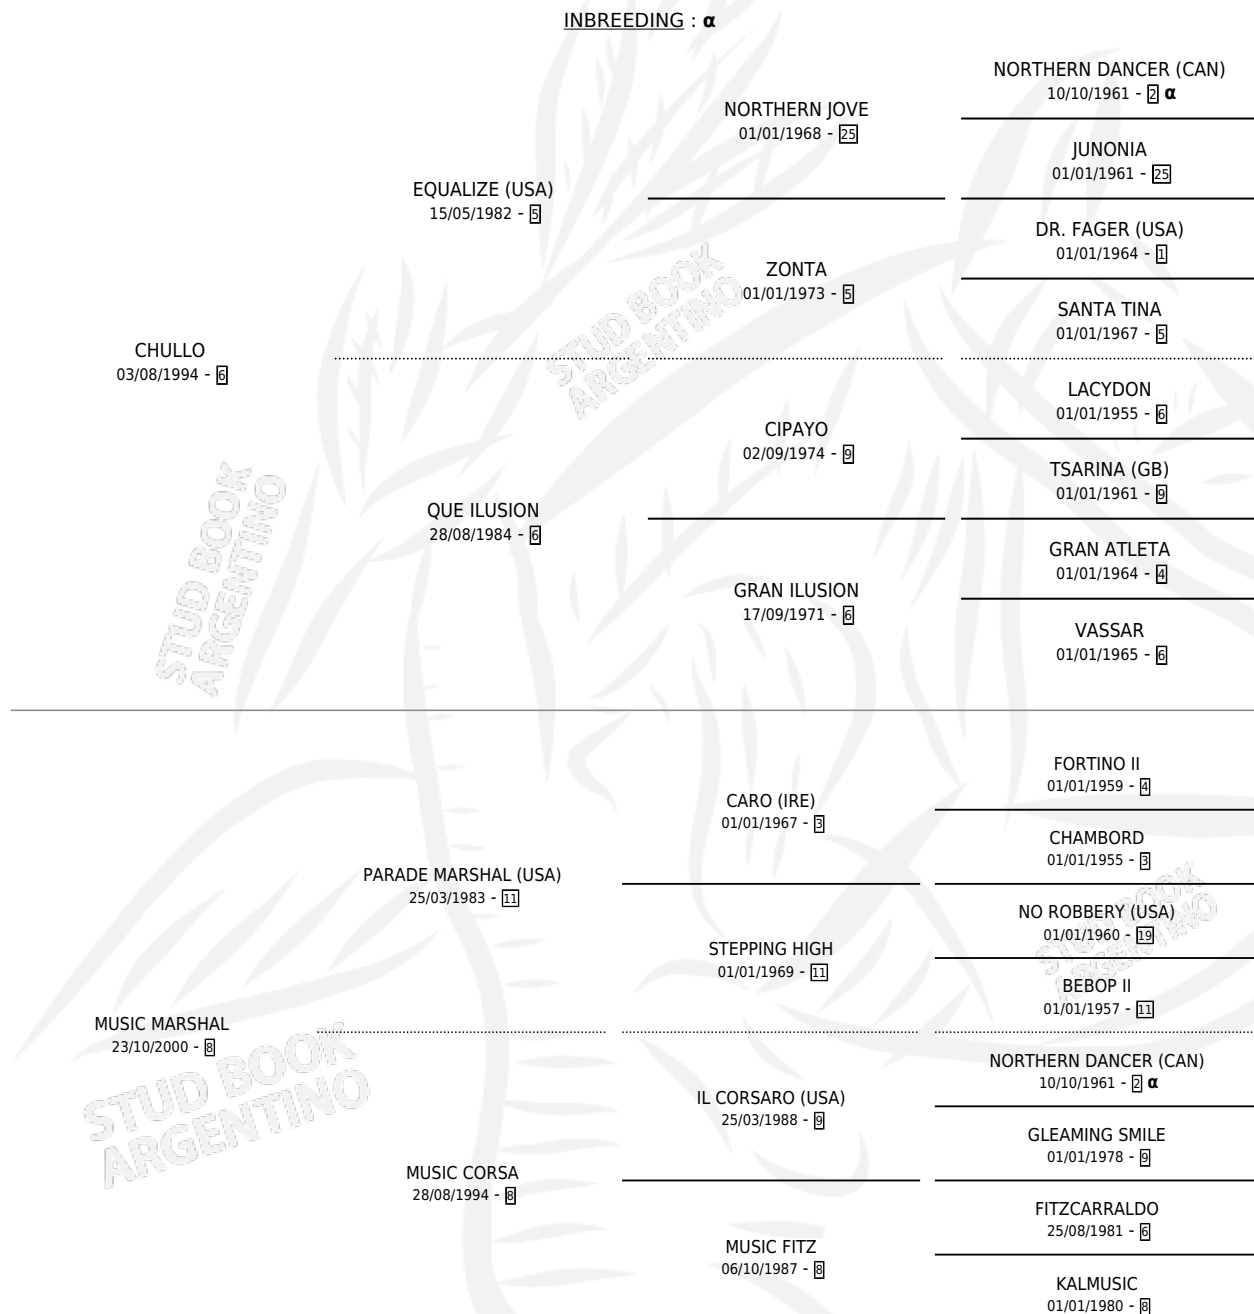 INBREEDING : α
NORTHERN DANCER (CAN)
10/10/1961 - 2 α
NORTHERN JOVE
01/01/1968 - 25
JUNONIA
01/01/1961 - 25
EQUALIZE (USA)
15/05/1982 - 5
DR. FAGER (USA)
01/01/1964 - 1
ZONTA
01/01/1973 - 5
SANTA TINA
01/01/1967 - 5
CHULLO
03/08/1994 - 6
LACYDON
01/01/1955 - 6
CIPAYO
02/09/1974 - 9
TSARINA (GB)
01/01/1961 - 9
QUE ILUSION
28/08/1984 - 6
GRAN ATLETA
01/01/1964 - 4
GRAN ILUSION
17/09/1971 - 6
VASSAR
01/01/1965 - 6
FORTINO II
01/01/1959 - 4
CARO (IRE)
01/01/1967 - 3
CHAMBORD
01/01/1955 - 3
PARADE MARSHAL (USA)
25/03/1983 - 11
NO ROBBERY (USA)
01/01/1960 - 19
STEPPING HIGH
01/01/1969 - 11
BEBOP II
01/01/1957 - 11
MUSIC MARSHAL
23/10/2000 - 8
NORTHERN DANCER (CAN)
10/10/1961 - 2 α
IL CORSARO (USA)
25/03/1988 - 9
GLEAMING SMILE
01/01/1978 - 9
MUSIC CORSA
28/08/1994 - 8
FITZCARRALDO
25/08/1981 - 6
MUSIC FITZ
06/10/1987 - 8
KALMUSIC
01/01/1980 - 8
STUD BOOK
ARGENTINO
STUD BOOK
ARGENTINO
STUD BOOK
ARGENTINO
STUD BOOK
ARGENTINO